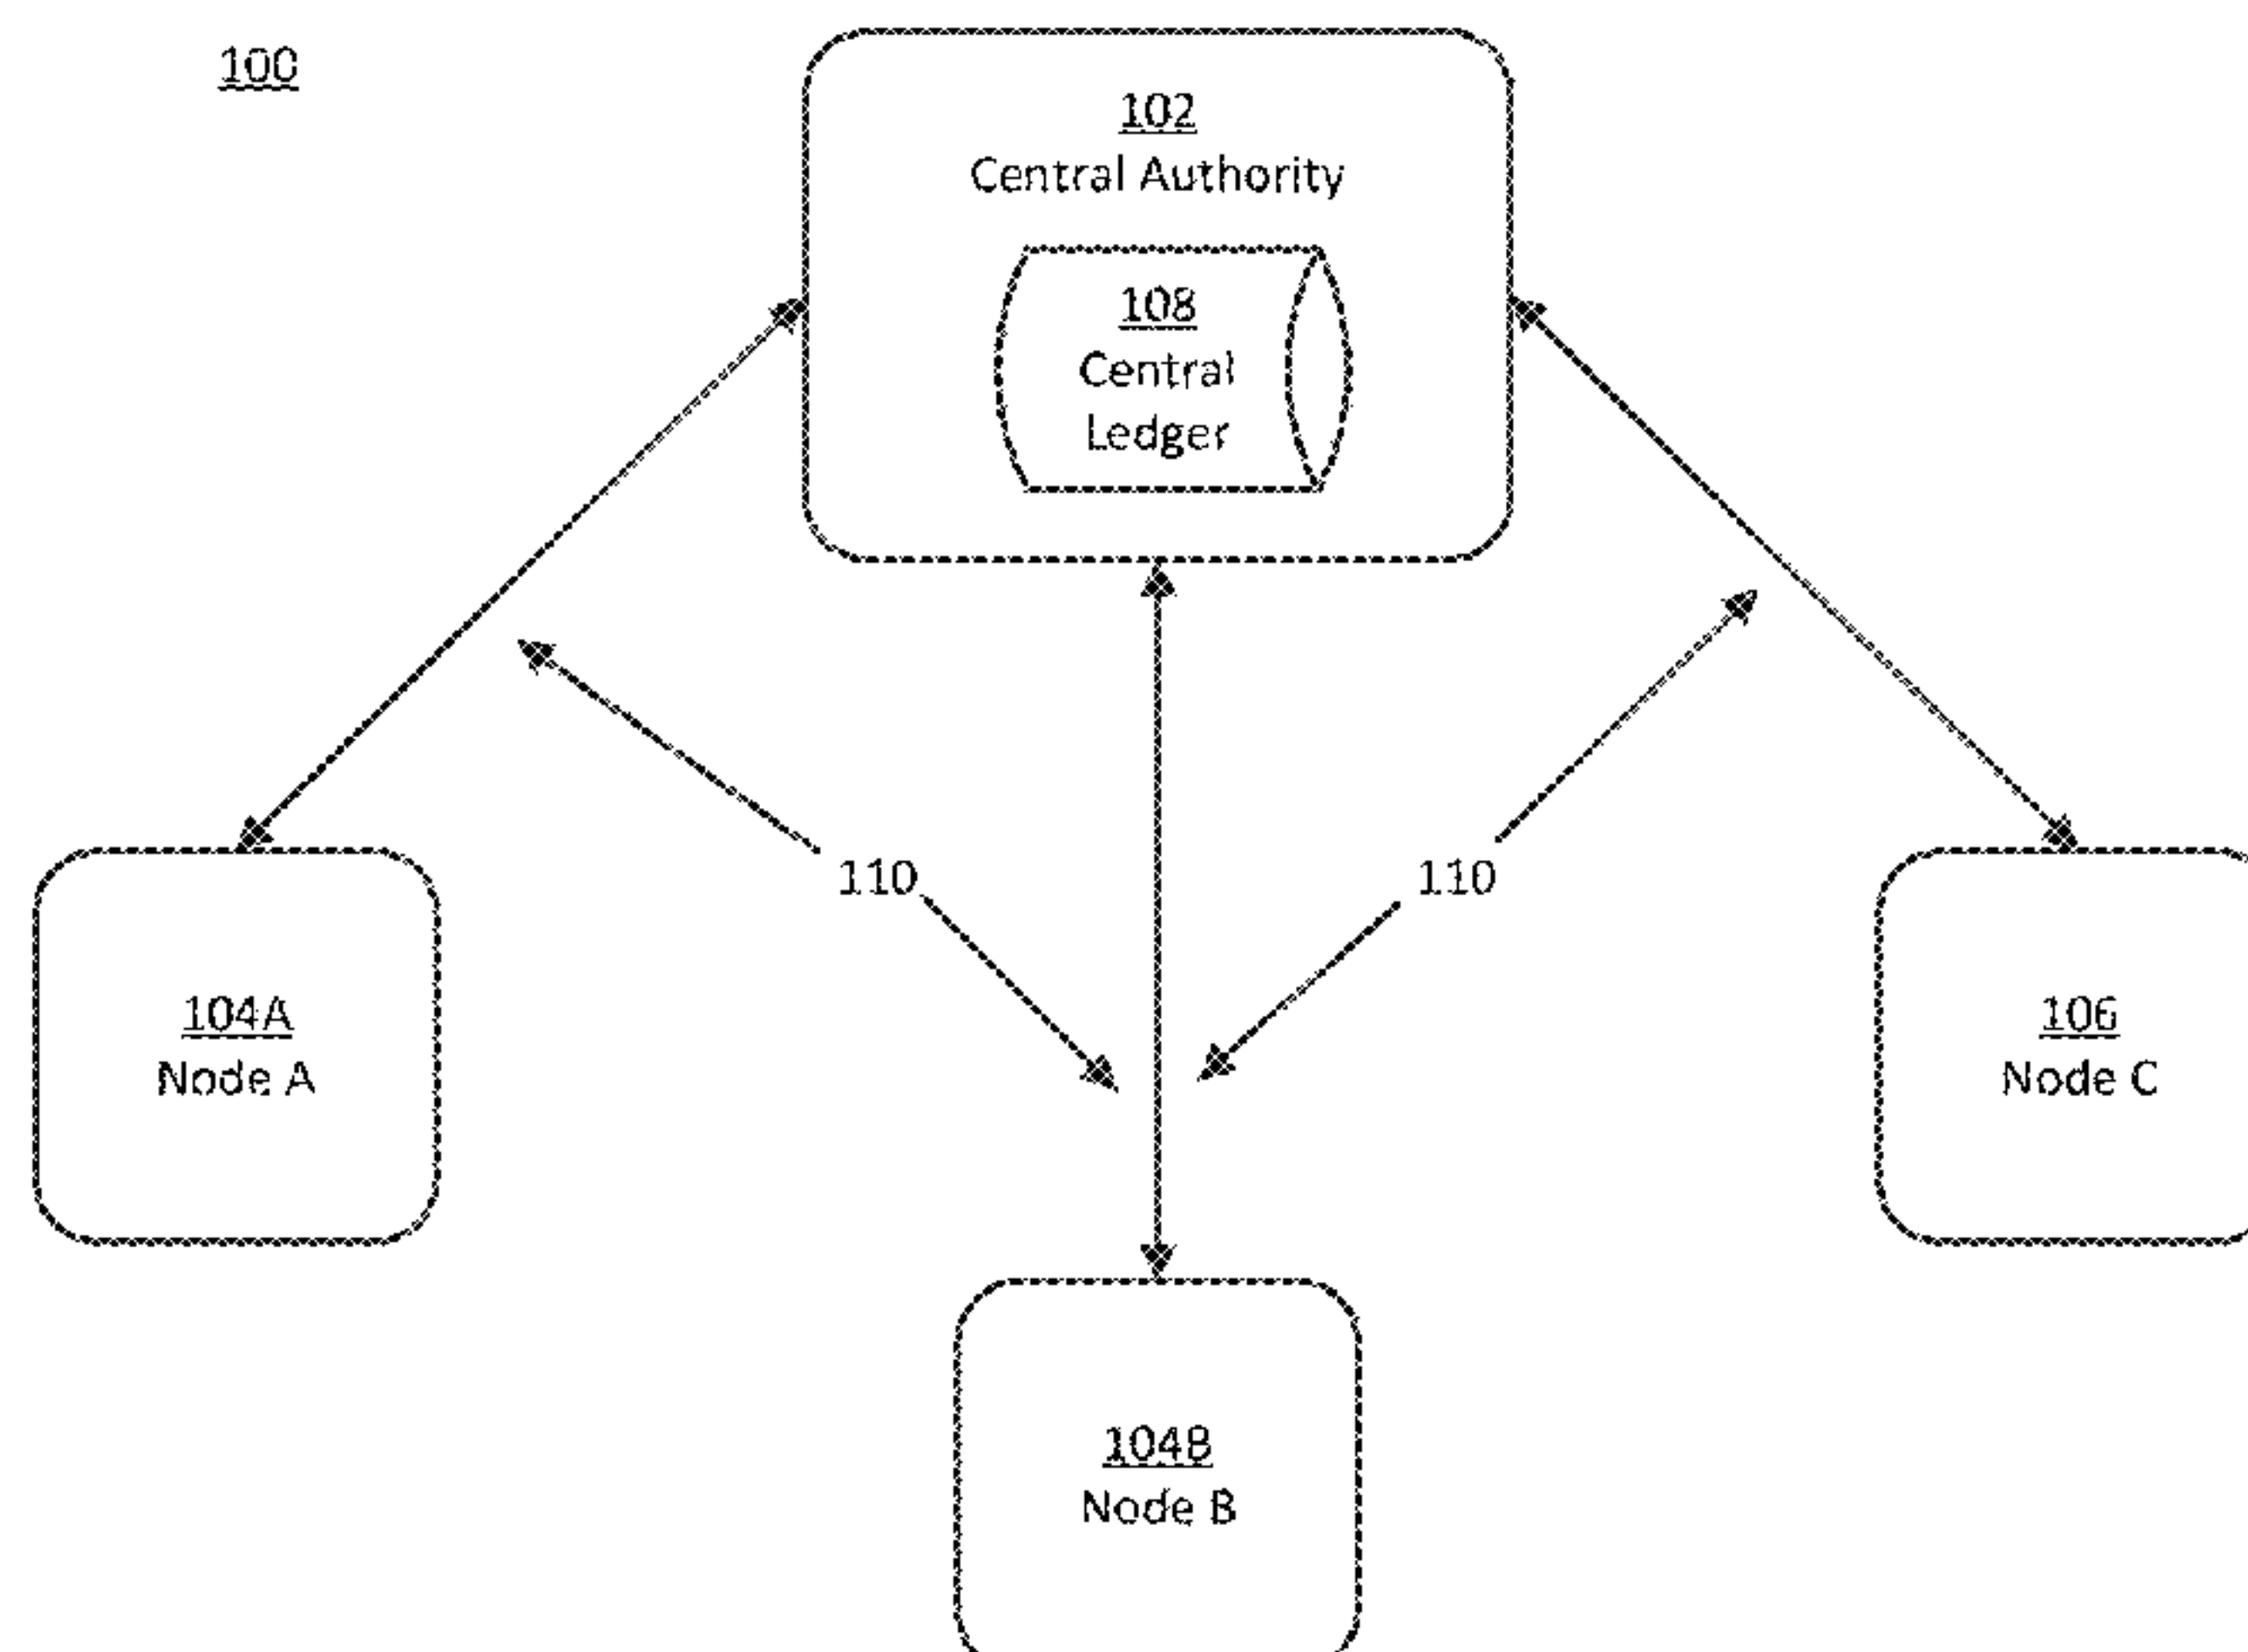 100
102
Central Authority
108
Central
Ledger
110
110
104A
Node A
106
Node C
104B
Node B